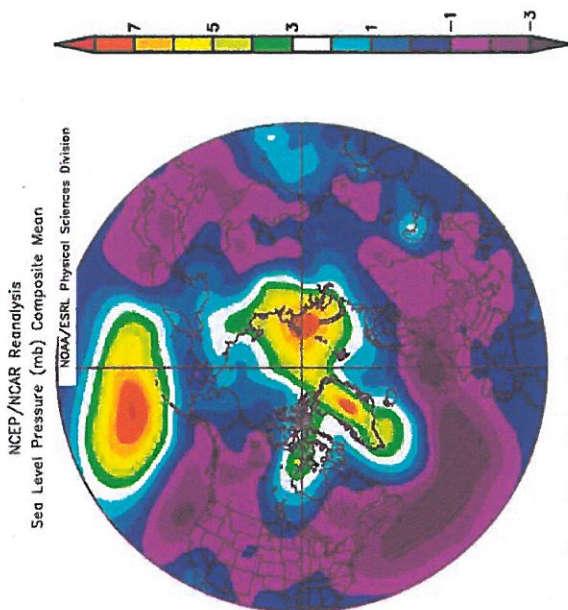 NCEP/NCAR Reanalysis
Sea Level Pressure (mb) Composite Mean
NOAA/ESRL Physical Sciences Division
7
5
3
1
-1
-3